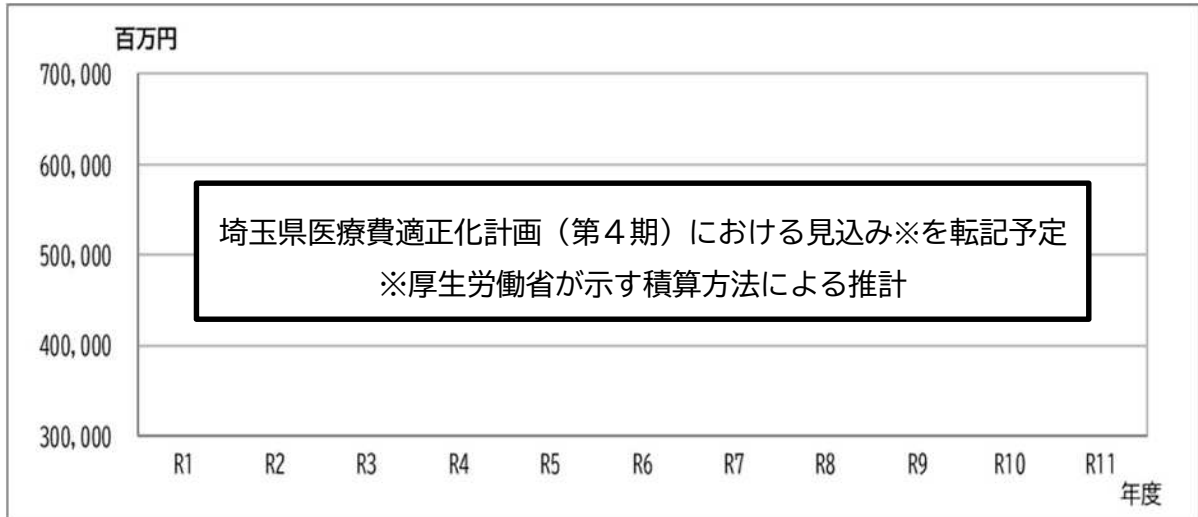 百万円
700,000
600,000
500,000
400,000
300,000
埼玉県医療費適正化計画（第４期）における見込み※を転記予定
※厚生労働省が示す積算方法による推計
R1 R2 R3 R4 R5 R6 R7 R8 R9 R10 R11
年度